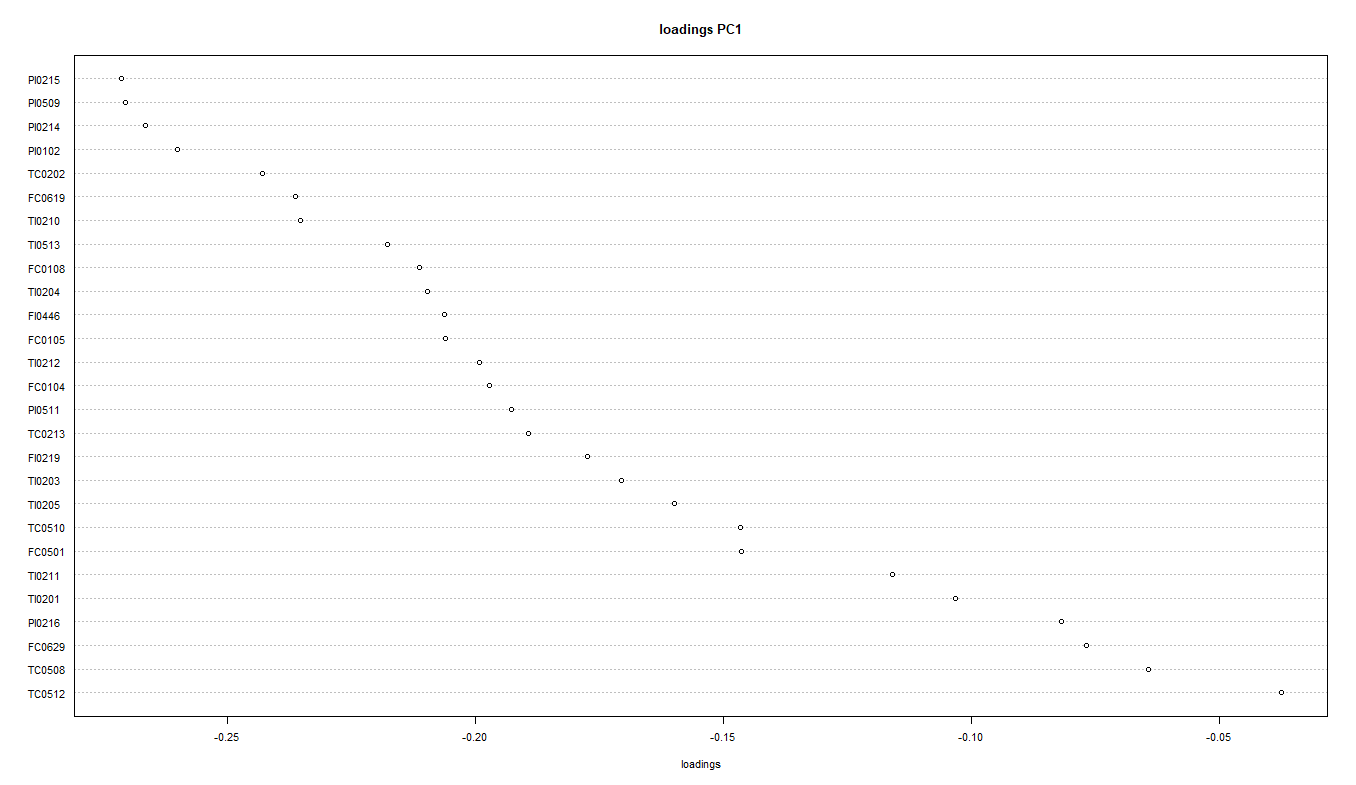 loadings PC1
PI0215
PI0509
PI0214
PI0102
TC0202
FC0619
TI0210
TI0513
FC0108
TI0204
FI0446
FC0105
TI0212
FC0104
PI0511
TC0213
FI0219
TI0203
TI0205
TC0510
FC0501
TI0211
TI0201
PI0216
FC0629
TC0508
TC0512
-0.25 -0.20 -0.15 -0.10 -0.05
loadings